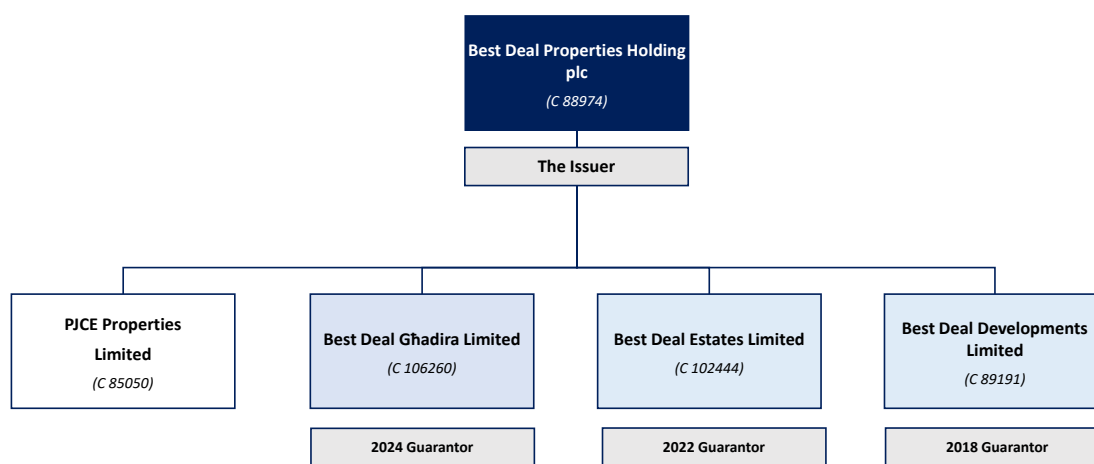 Best Deal Properties Holding
plc
(C 88974)
The Issuer
PJCE Properties
Limited
(C 85050)
Best Deal Għadira Limited
(C 106260)
Best Deal Estates Limited
(C 102444)
Best Deal Developments
Limited
(C 89191)
2024 Guarantor
2022 Guarantor
2018 Guarantor